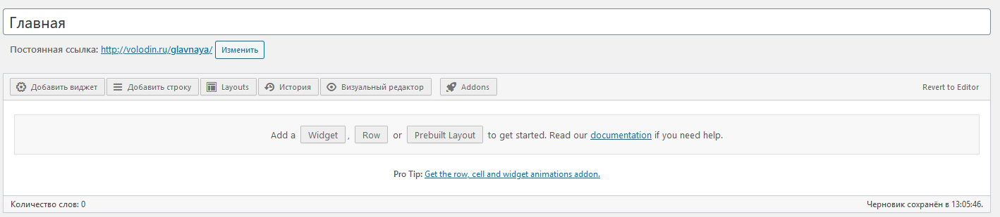 Главная
Постоянная ссылка: http://volodin.ru/glavnaya/ Изменить
Добавить виджет Добавить строку Layouts История Визуальный редактор Addons Revert to Editor
Add a Widget , Row or Prebuilt Layout to get started. Read our documentation if you need help.
Pro Tip: Get the row, cell and widget animations addon.
Количество слов: 0 Черновик сохранён в 13:05:46.